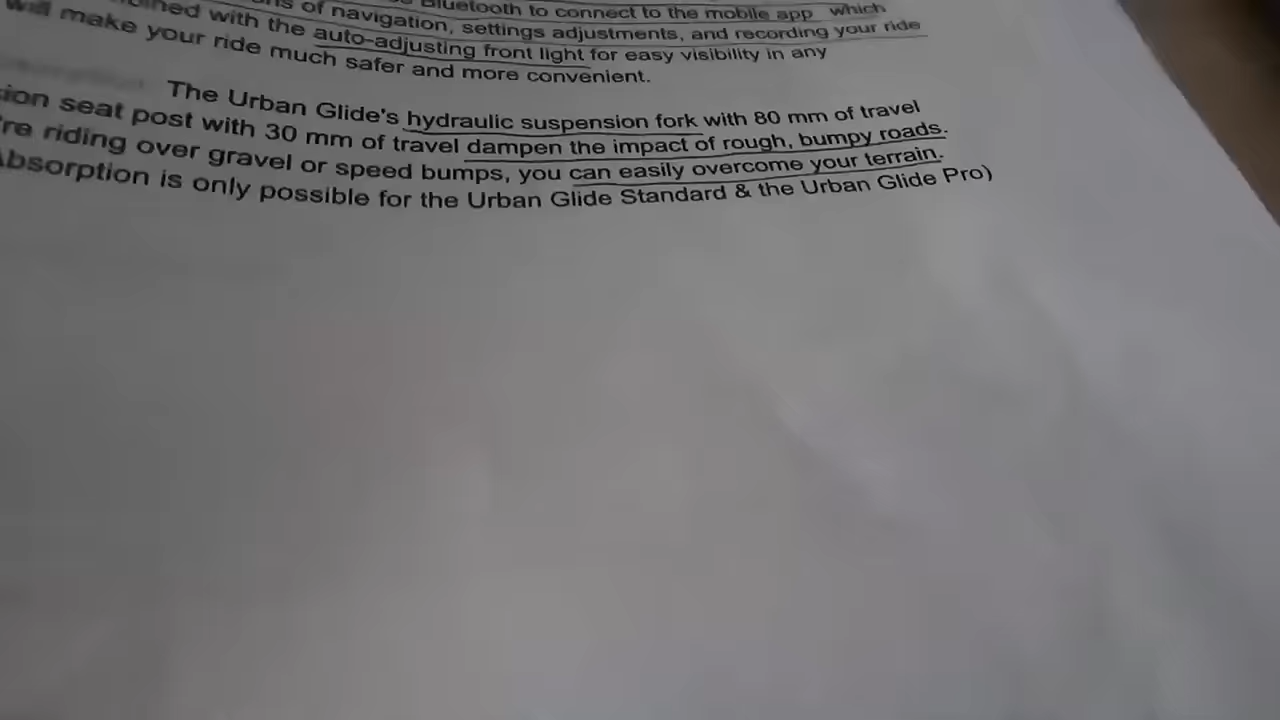 Bluetooth to connect to the mobile app which
of navigation, settings adjustments, and recording your ride
with the auto-adjusting front light for easy visibility in any
will make your ride much safer and more convenient.
The Urban Glide's hydraulic suspension fork with 80 mm of travel
seat post with 30 mm of travel dampen the impact of rough, bumpy roads.
're riding over gravel or speed bumps, you can easily overcome your terrain.
Absorption is only possible for the Urban Glide Standard & the Urban Glide Pro)